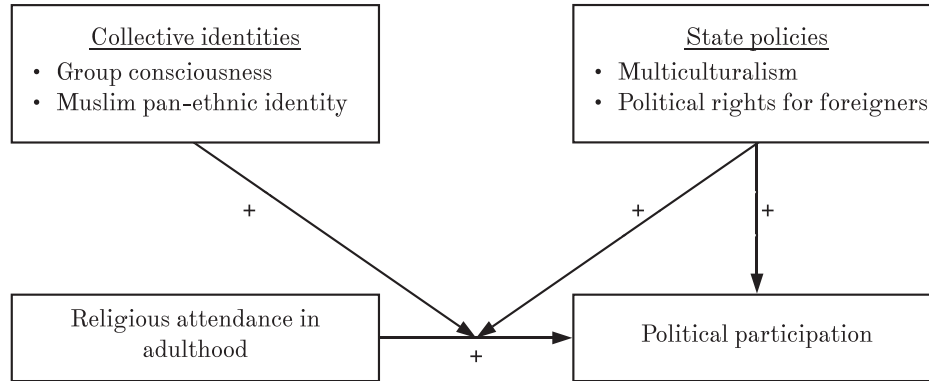 Collective identities
• Group consciousness
• Muslim pan-ethnic identity
State policies
• Multiculturalism
• Political rights for foreigners
+
+
+
Religious attendance in
adulthood
+
Political participation